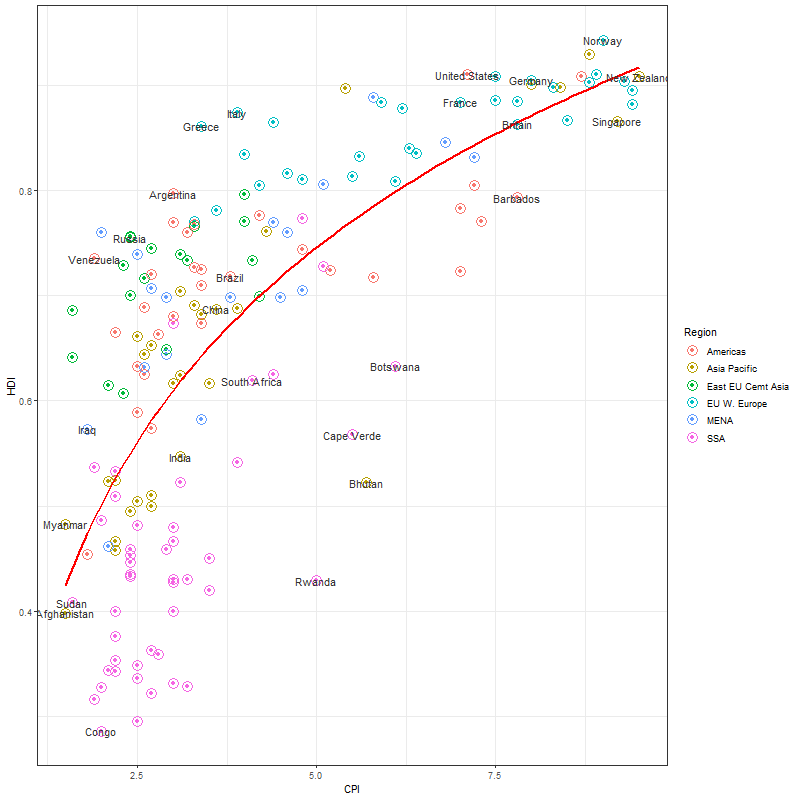 Norway
United States
Germany
New Zealand
France
Italy
Greece
Britain
Singapore
0.8
Argentina
Barbados
Russia
Venezuela
Brazil
China
Region
Americas
Asia Pacific
East EU Cemt Asia
EU W. Europe
MENA
SSA
HDI
Botswana
South Africa
0.6
Iraq
Cape Verde
India
Bhutan
Myanmar
Rwanda
Sudan
0.4
Afghanistan
Congo
2.5
5.0
7.5
CPI